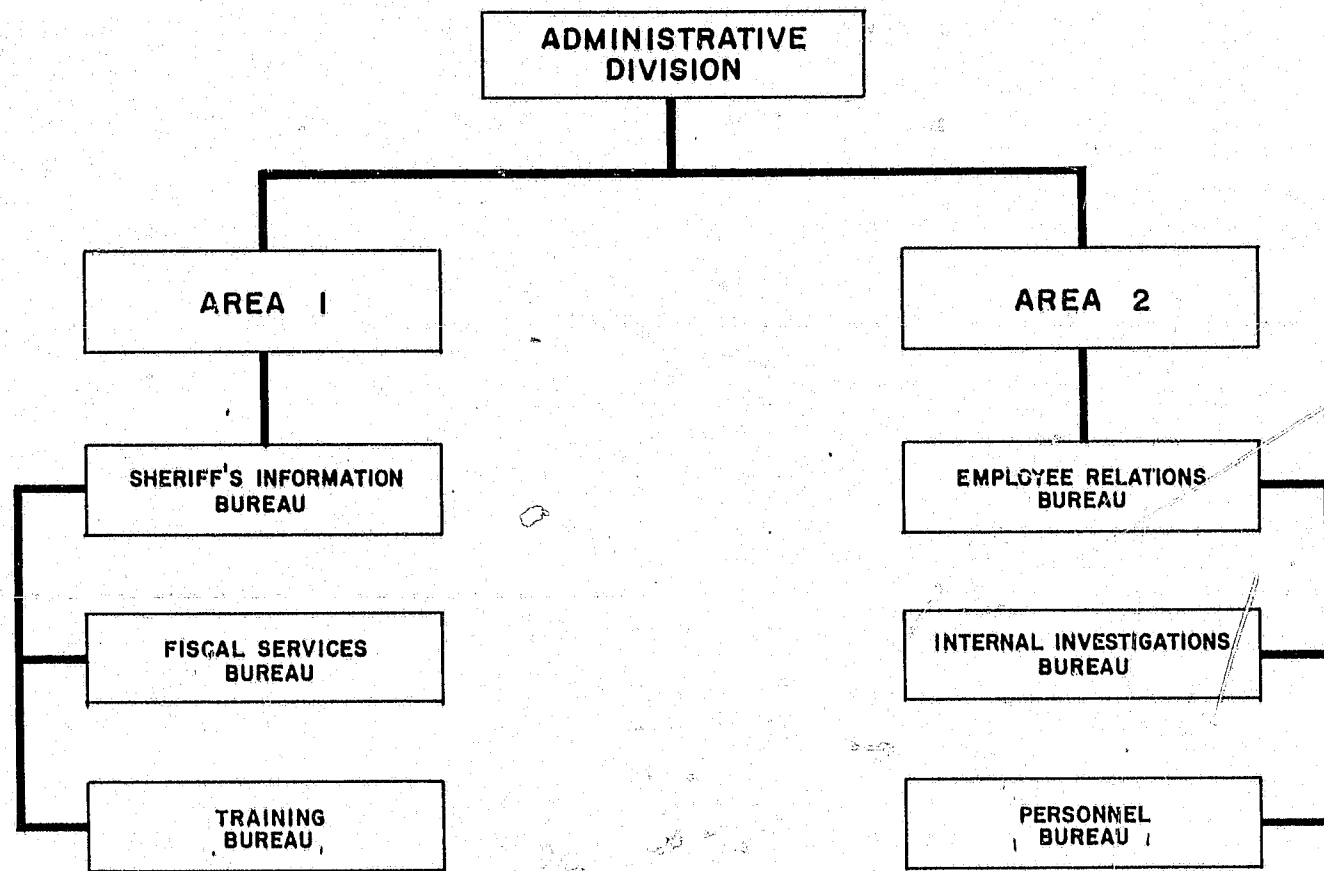 ADMINISTRATIVE
DIVISION
AREA 1
AREA 2
SHERIFF'S INFORMATION
BUREAU
EMPLOYEE RELATIONS
BUREAU
FISCAL SERVICES
BUREAU
INTERNAL INVESTIGATIONS
BUREAU
TRAINING
BUREAU
PERSONNEL
BUREAU